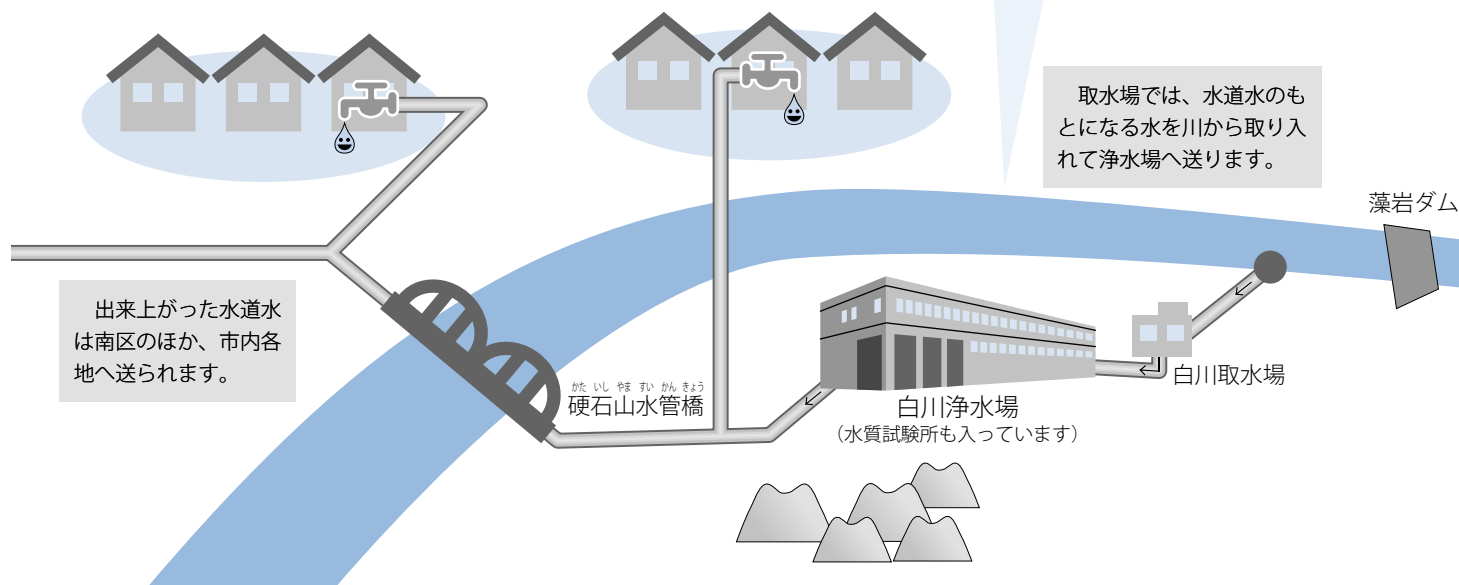 取水場では、水道水のも
とになる水を川から取り入
れて浄水場へ送ります。
藻岩ダム
出来上がった水道水
は南区のほか、市内各
地へ送られます。
かた いし やま すい かん きょう
硬石山水管橋
白川取水場
白川浄水場
（水質試験所も入っています）